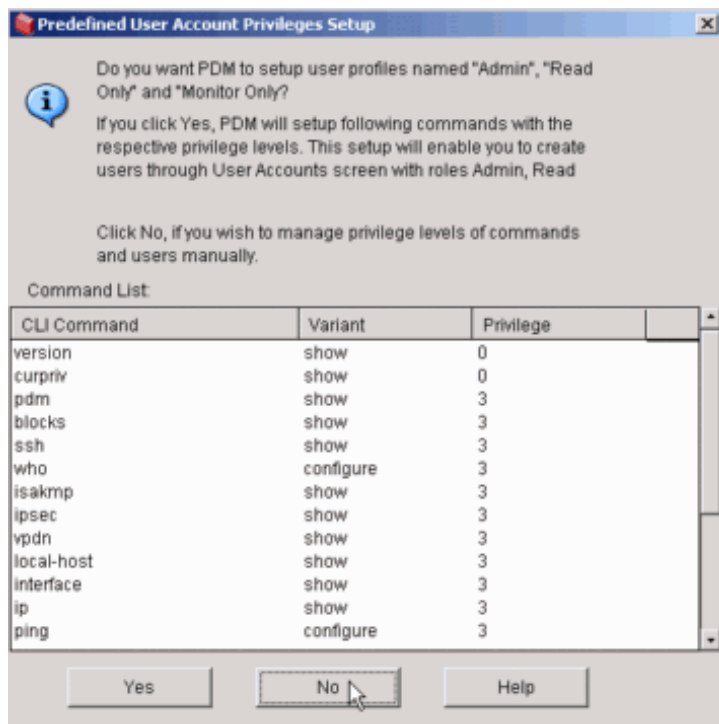 Predefined User Account Privileges Setup
Do you want PDM to setup user profiles named "Admin", "Read
Only" and "Monitor Only?
If you click Yes, PDM will setup following commands with the
respective privilege levels. This setup will enable you to create
users through User Accounts screen with roles Admin, Read
Click No, if you wish to manage privilege levels of commands
and users manually.
Command List:
CLI Command Variant Privilege
version show 0
curpriv show 0
pdm show 3
blocks show 3
ssh show 3
who configure 3
isakmp show 3
ipsec show 3
vpdn show 3
local-host show 3
interface show 3
ip show 3
ping configure 3
Yes No Help